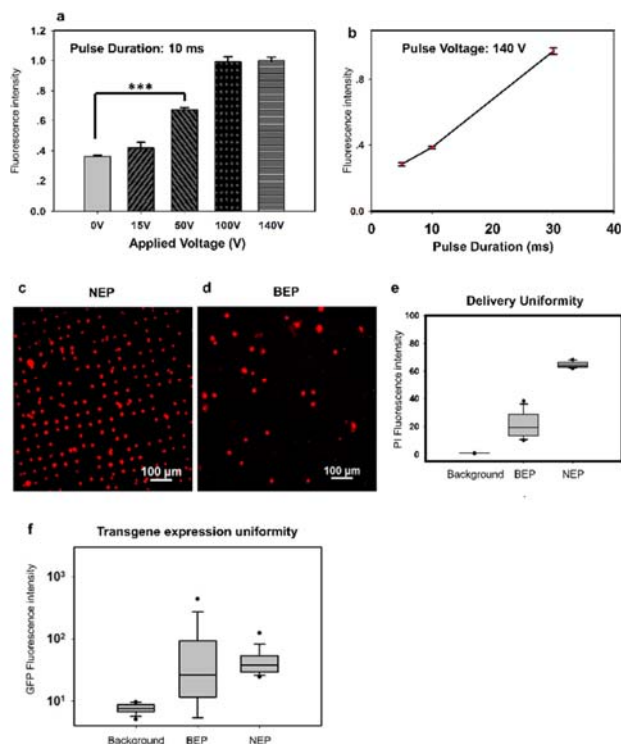 a
Pulse Duration: 10 ms
***
Fluorescence intensity
1.2
1.0
.8
.6
.4
.2
0.0
0V 15V 50V 100V 140V
Applied Voltage (V)
b
Pulse Voltage: 140 V
Fluorescence intensity
1.2
.8
.4
0.0
0 10 20 30 40
Pulse Duration (ms)
c
NEP
100 µm
d
BEP
100 µm
e
Delivery Uniformity
PI Fluorescence intensity
100
80
60
40
20
0
Background BEP NEP
f
Transgene expression uniformity
GFP Fluorescence intensity
10³
10²
10¹
Background BEP NEP